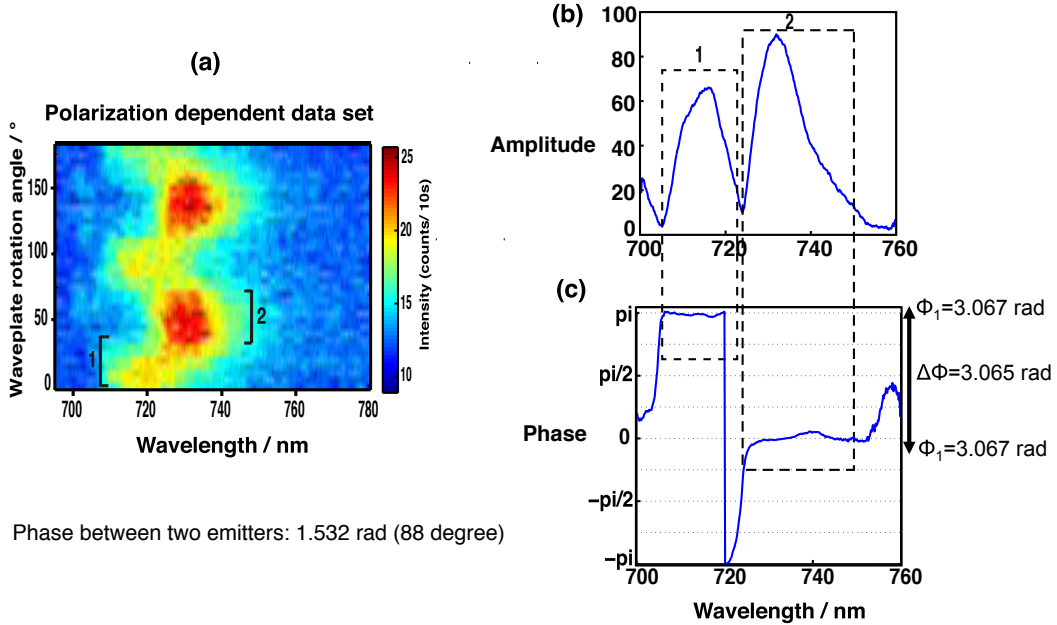 (a)
Polarization dependent data set
Waveplate rotation angle / °
150
100
50
0
1
2
700
720
740
760
780
Wavelength / nm
25
20
15
10
Intensity (counts/ 10s)
Phase between two emitters: 1.532 rad (88 degree)
(b)
100
80
60
40
20
0
Amplitude
1
2
700
720
740
760
(c)
pi
pi/2
0
−pi/2
−pi
Phase
700
720
740
760
Wavelength / nm
Φ₁=3.067 rad
ΔΦ=3.065 rad
Φ₁=3.067 rad